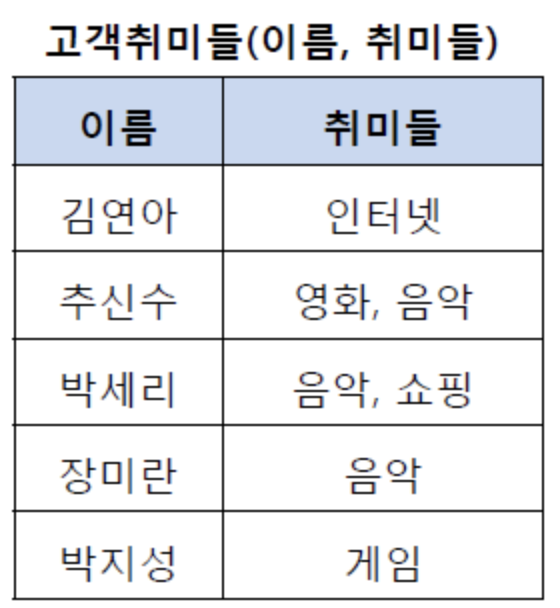 고객취미들(이름, 취미들)
이름 취미들
김연아 인터넷
추신수 영화, 음악
박세리 음악, 쇼핑
장미란 음악
박지성 게임